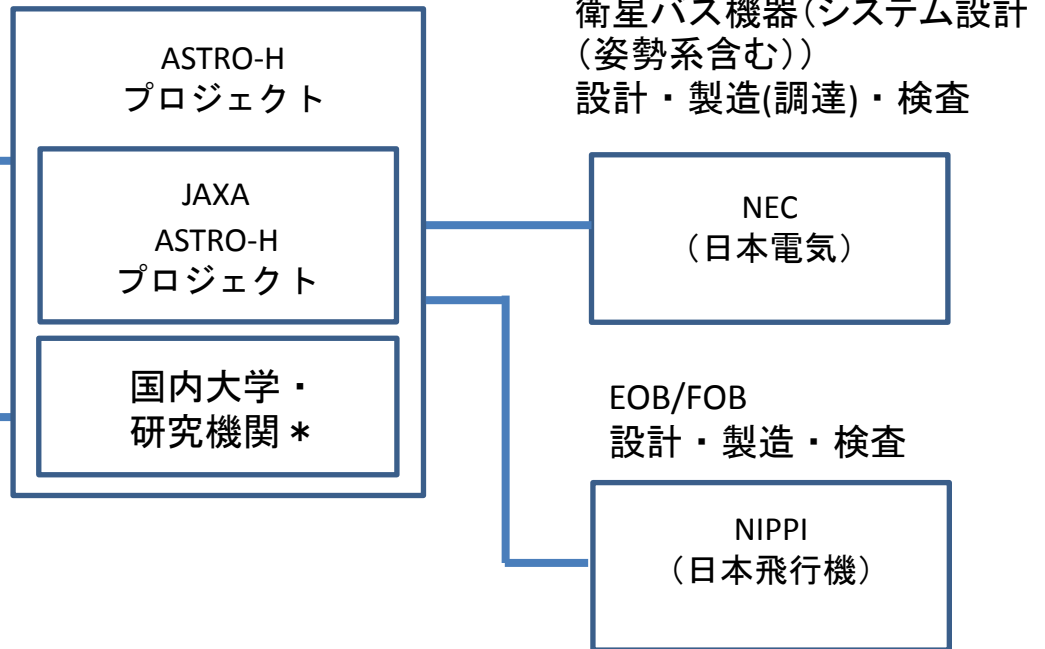 ASTRO-H
プロジェクト
JAXA
ASTRO-H
プロジェクト
国内大学・
研究機関＊
衛星バス機器（システム設計
（姿勢系含む））
設計・製造(調達)・検査
NEC
（日本電気）
EOB/FOB
設計・製造・検査
NIPPI
（日本飛行機）